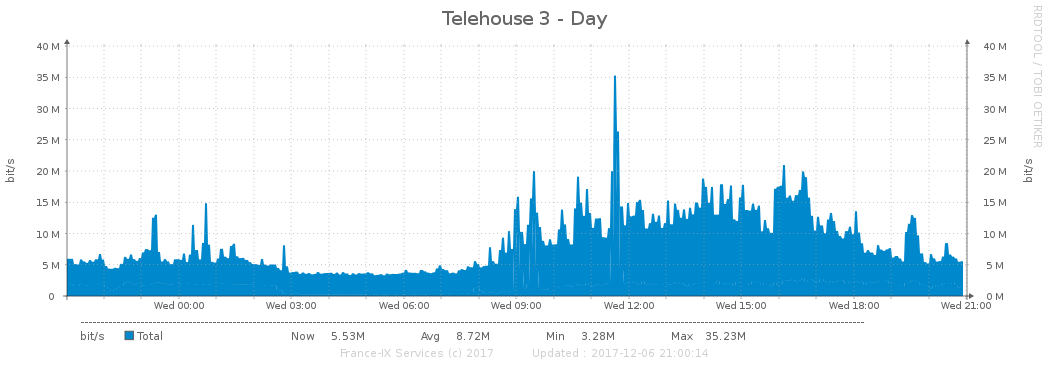 Telehouse 3 - Day
RRDTOOL / TOBI OETIKER
40 M 40 M
35 M 35 M
30 M 30 M
25 M 25 M
20 M 20 M
15 M 15 M
10 M 10 M
5 M 5 M
0 0 M
bit/s bit/s
Wed 00:00 Wed 03:00 Wed 06:00 Wed 09:00 Wed 12:00 Wed 15:00 Wed 18:00 Wed 21:00
bit/s Total Now 5.53M Avg 8.72M Min 3.28M Max 35.23M
France-IX Services (c) 2017 Updated : 2017-12-06 21:00:14